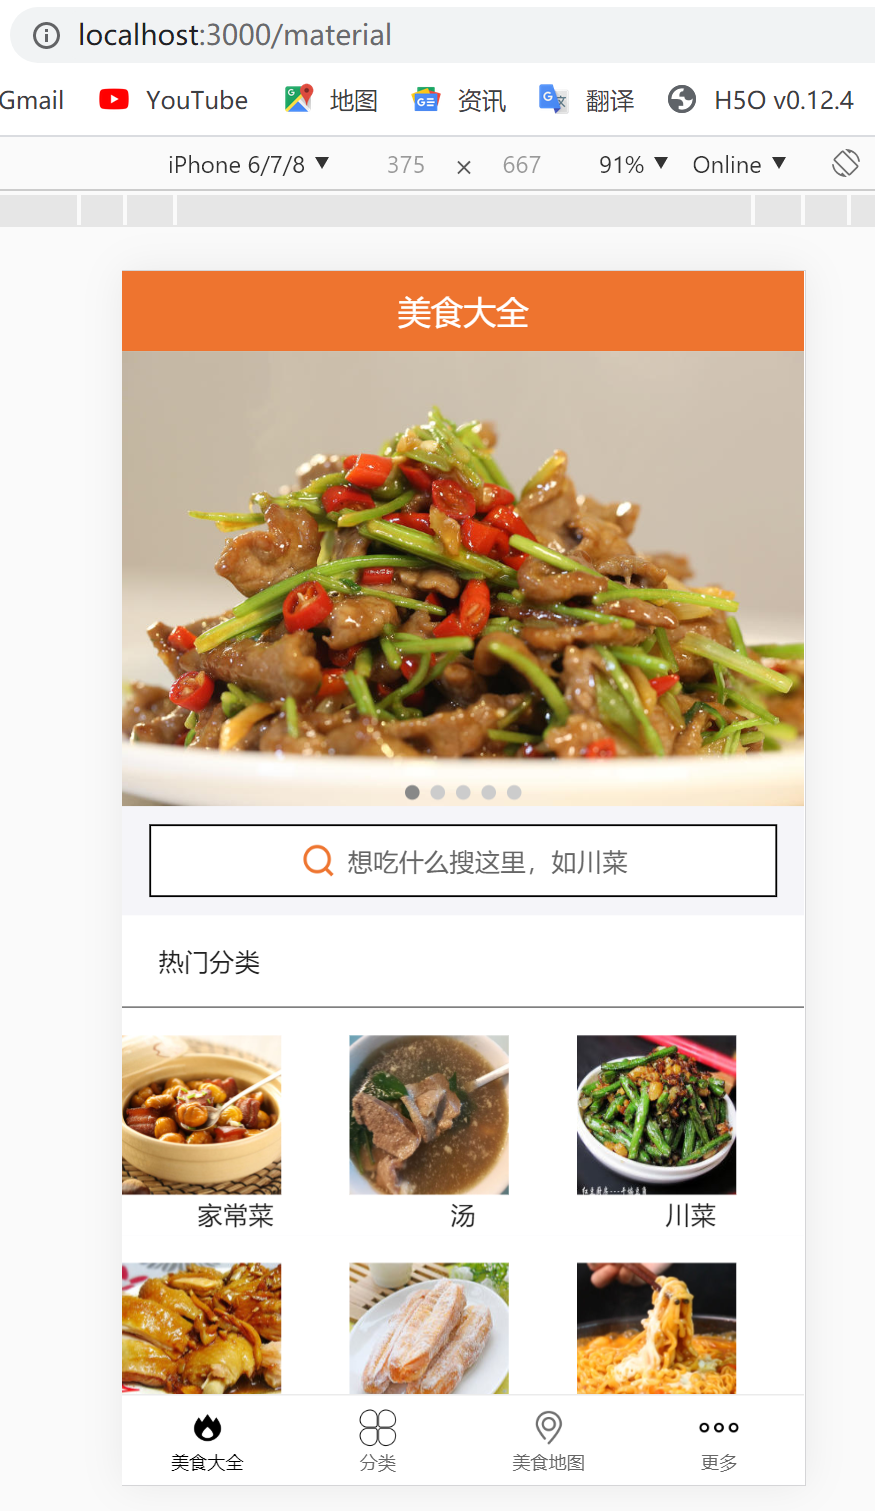 localhost:3000/material
Gmail YouTube 地图 资讯 翻译 H5O v0.12.4
iPhone 6/7/8 ▼ 375 × 667 91% ▼ Online ▼
美食大全
想吃什么搜这里，如川菜
热门分类
家常菜 汤 川菜
美食大全 分类 美食地图 更多